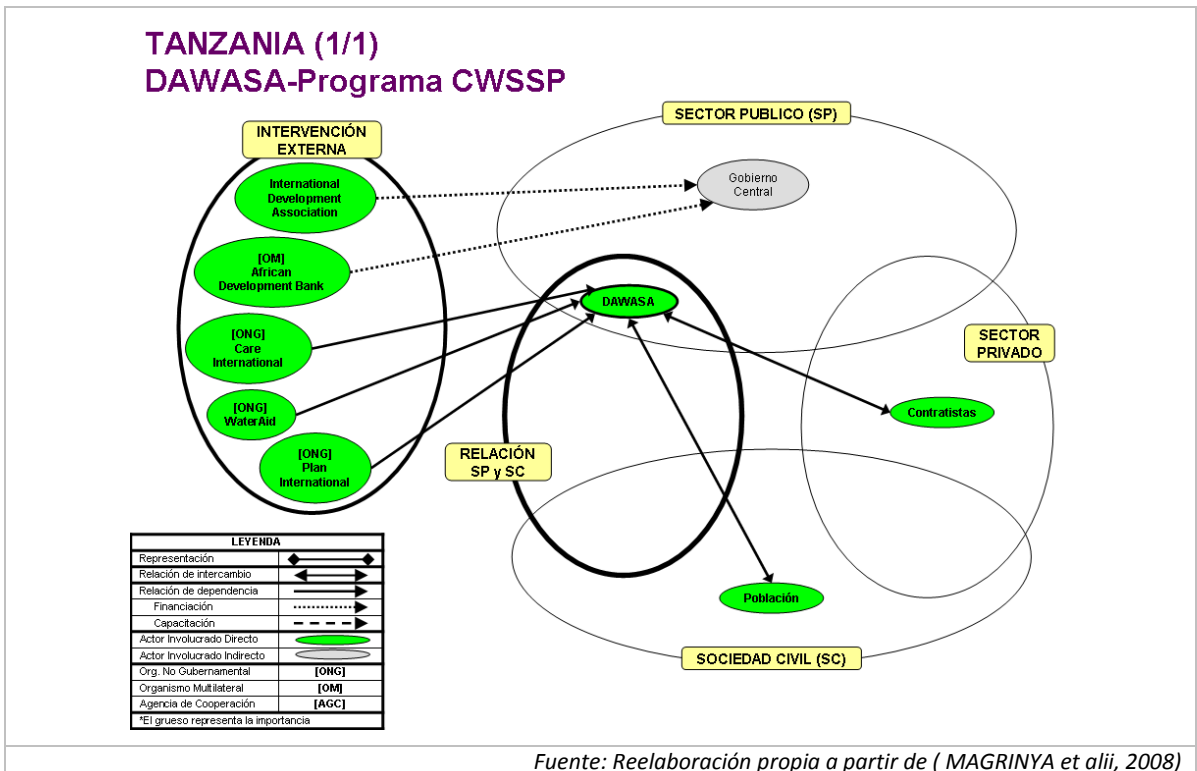 TANZANIA (1/1)
DAWASA-Programa CWSSP
INTERVENCIÓN
EXTERNA
International
Development
Association
[OM]
African
Development Bank
[ONG]
Care
International
[ONG]
WaterAid
[ONG]
Plan
International
SECTOR PUBLICO (SP)
Gobierno
Central
DAWASA
SECTOR
PRIVADO
Contratistas
RELACIÓN
SP y SC
Población
SOCIEDAD CIVIL (SC)
LEYENDA
Representación
Relación de intercambio
Relación de dependencia
Financiación
Capacitación
Actor Involucrado Directo
Actor Involucrado Indirecto
Org. No Gubernamental [ONG]
Organismo Multilateral [OM]
Agencia de Cooperación [AGC]
*El grueso representa la importancia
Fuente: Reelaboración propia a partir de ( MAGRINYA et alii, 2008)